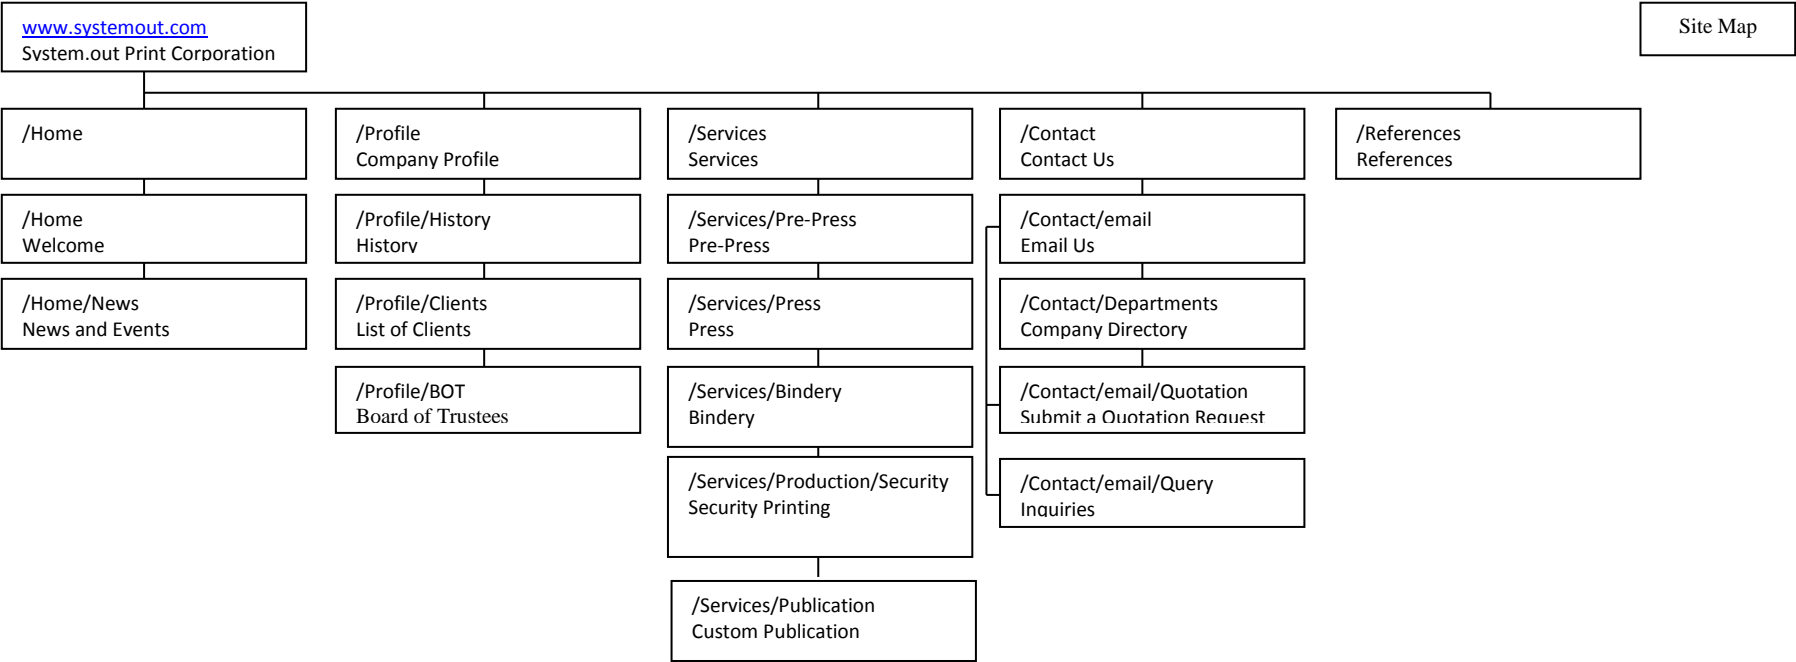 www.systemout.com
System.out Print Corporation
Site Map
/Home
/Profile
Company Profile
/Services
Services
/Contact
Contact Us
/References
References
/Home
Welcome
/Profile/History
History
/Services/Pre-Press
Pre-Press
/Contact/email
Email Us
/Home/News
News and Events
/Profile/Clients
List of Clients
/Services/Press
Press
/Contact/Departments
Company Directory
/Profile/BOT
Board of Trustees
/Services/Bindery
Bindery
/Contact/email/Quotation
Submit a Quotation Request
/Services/Production/Security
Security Printing
/Contact/email/Query
Inquiries
/Services/Publication
Custom Publication